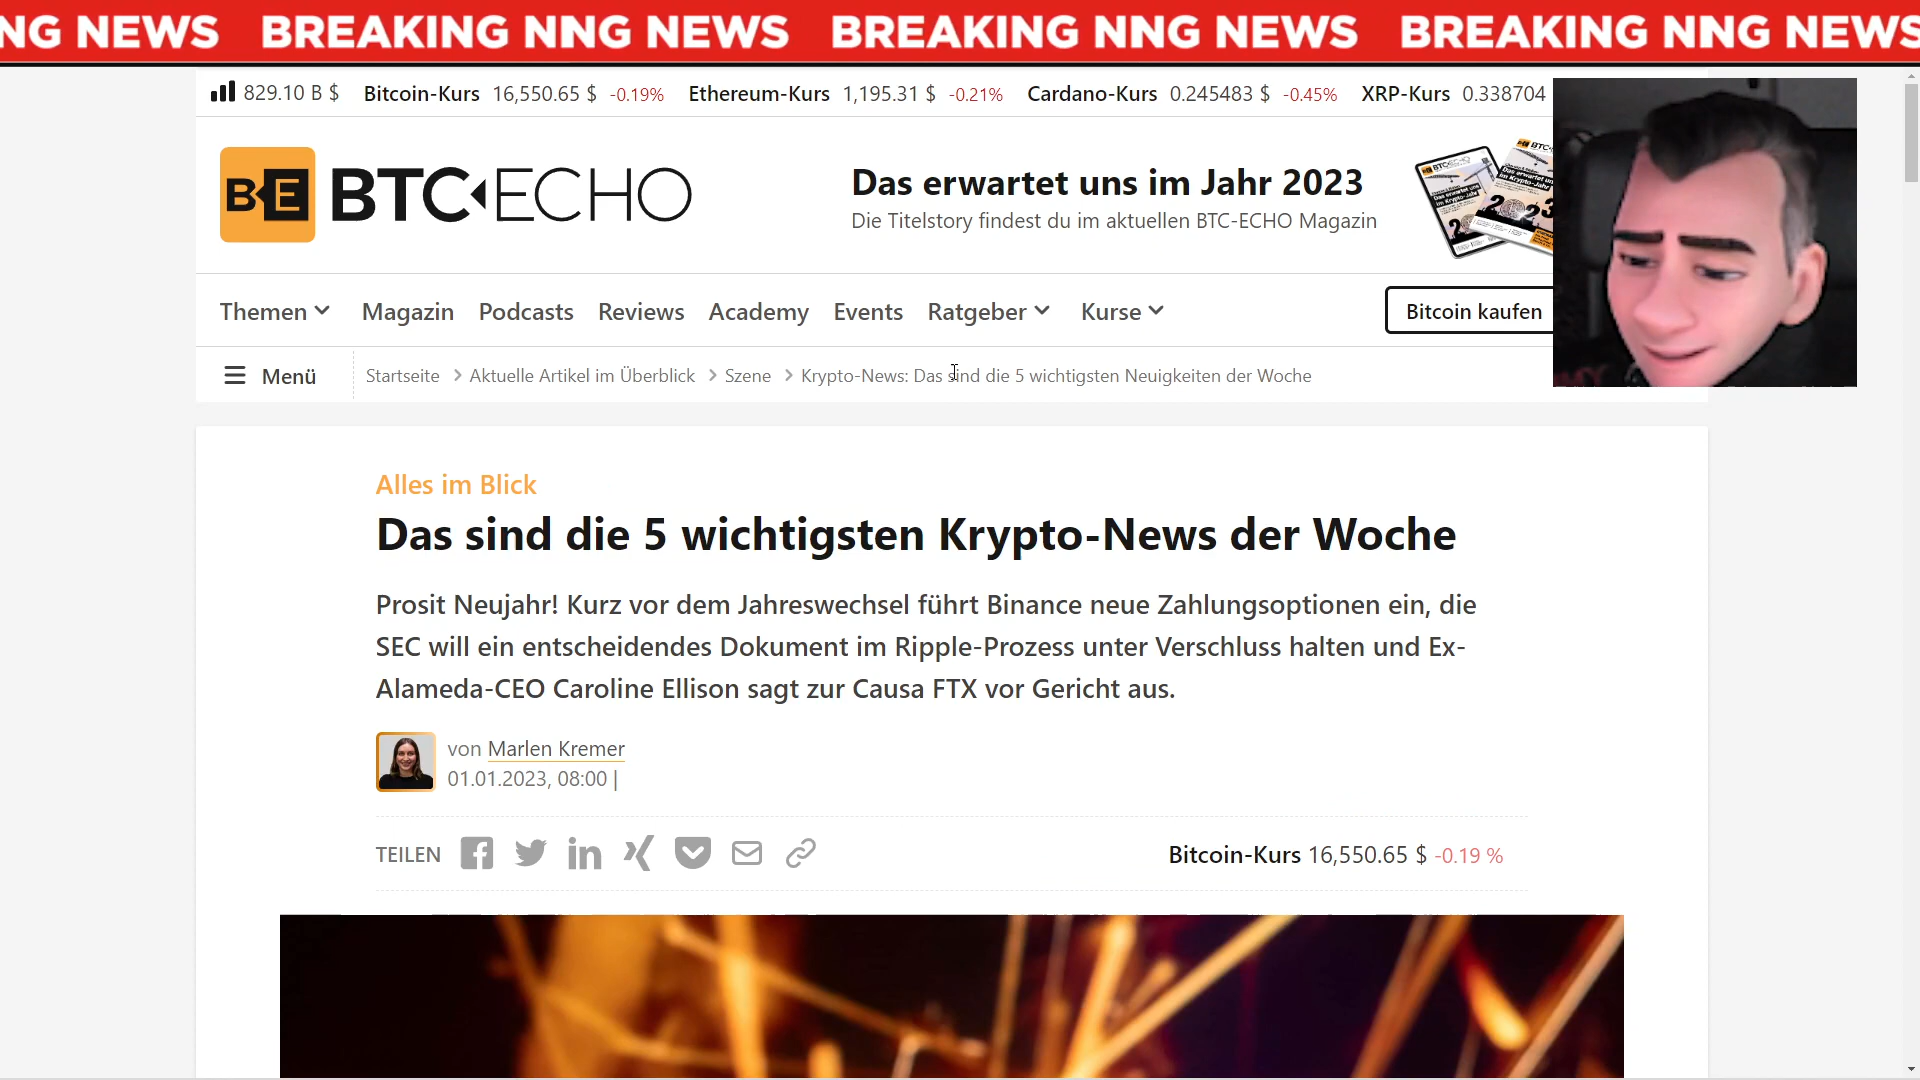 NG NEWS BREAKING NNG NEWS BREAKING NNG NEWS BREAKING NNG NEWS
829.10 B $ Bitcoin-Kurs 16,550.65 $ -0.19% Ethereum-Kurs 1,195.31 $ -0.21% Cardano-Kurs 0.245483 $ -0.45% XRP-Kurs 0.338704
BE BTC ECHO
Das erwartet uns im Jahr 2023
Die Titelstory findest du im aktuellen BTC-ECHO Magazin
Themen Magazin Podcasts Reviews Academy Events Ratgeber Kurse Bitcoin kaufen
Menü Startseite > Aktuelle Artikel im Überblick > Szene > Krypto-News: Das sind die 5 wichtigsten Neuigkeiten der Woche
Alles im Blick
Das sind die 5 wichtigsten Krypto-News der Woche
Prosit Neujahr! Kurz vor dem Jahreswechsel führt Binance neue Zahlungsoptionen ein, die
SEC will ein entscheidendes Dokument im Ripple-Prozess unter Verschluss halten und Ex-
Alameda-CEO Caroline Ellison sagt zur Causa FTX vor Gericht aus.
von Marlen Kremer
01.01.2023, 08:00 |
TEILEN Bitcoin-Kurs 16,550.65 $ -0.19 %